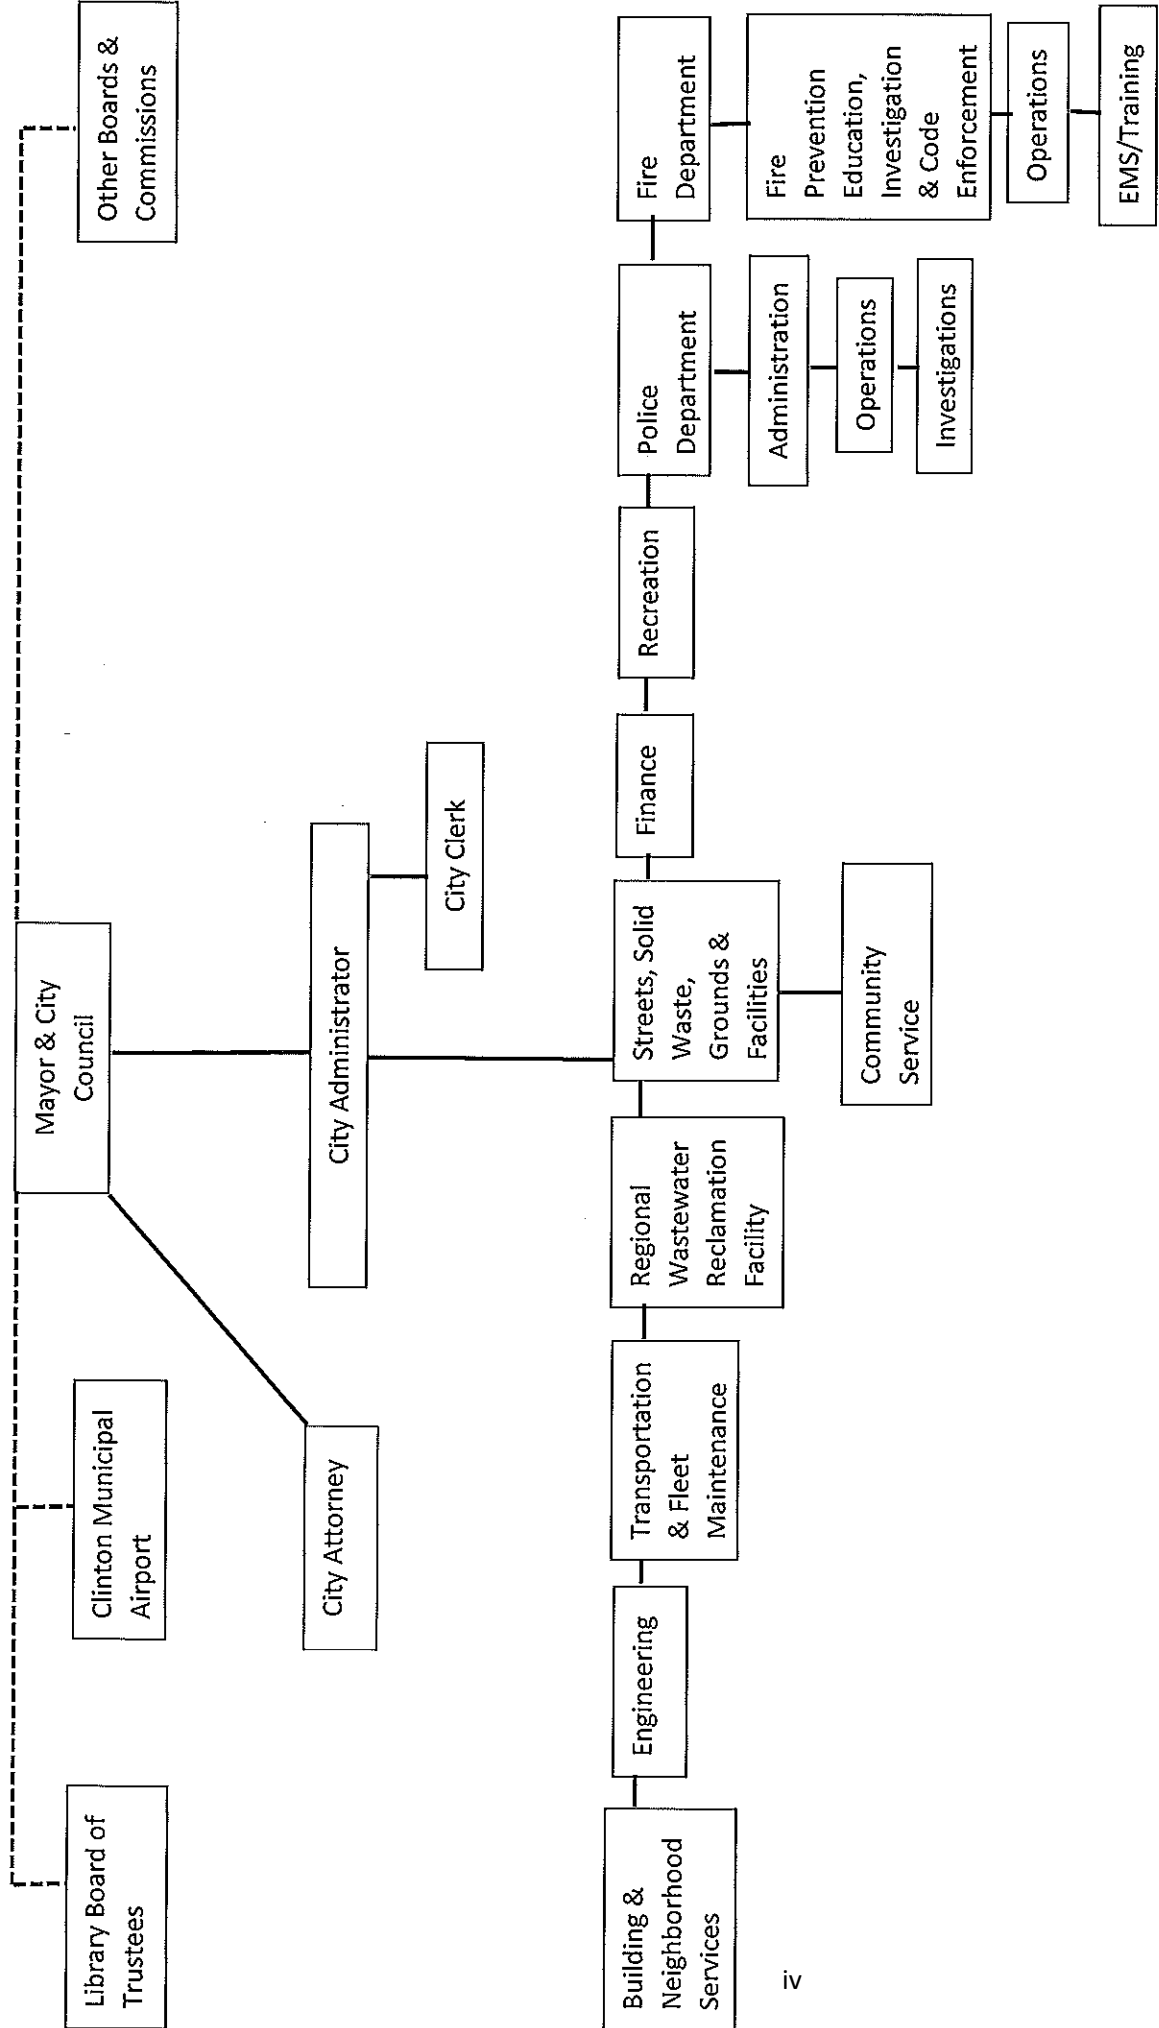 Mayor & City
Council
Library Board of
Trustees
Clinton Municipal
Airport
Other Boards &
Commissions
City Attorney
City Administrator
City Clerk
Building &
Neighborhood
Services
Engineering
Transportation
& Fleet
Maintenance
Regional
Wastewater
Reclamation
Facility
Streets, Solid
Waste,
Grounds &
Facilities
Finance
Recreation
Police
Department
Fire
Department
Community
Service
Administration
Operations
Investigations
Fire
Prevention
Education,
Investigation
& Code
Enforcement
Operations
EMS/Training
iv